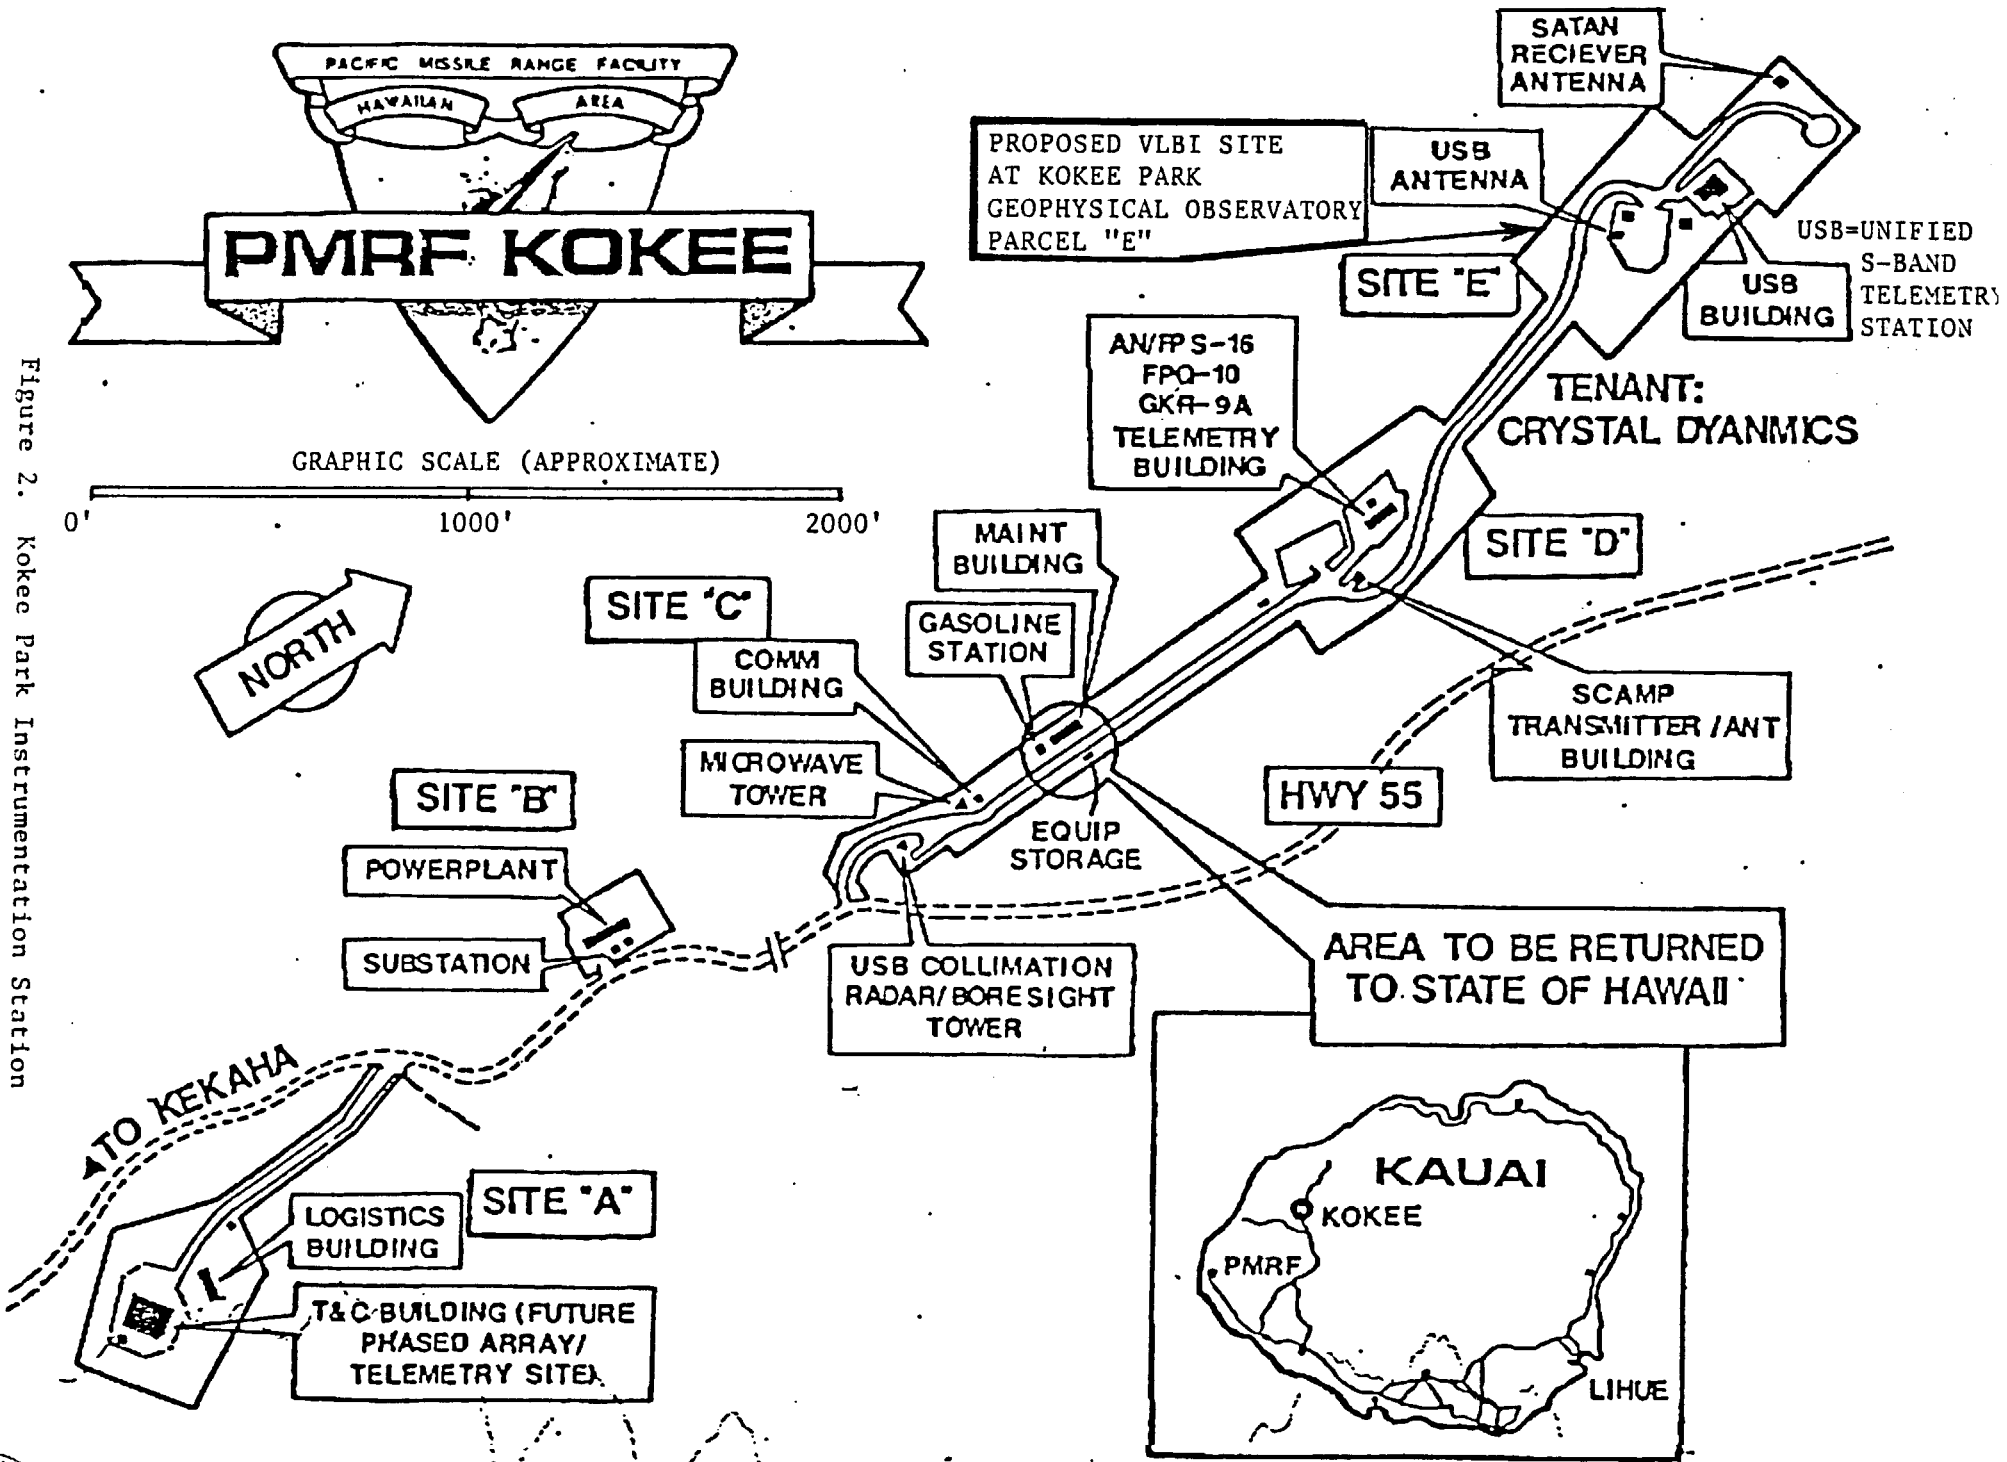 PACIFIC MISSILE RANGE FACILITY
HAWAIIAN AREA
PMRF KOKEE
GRAPHIC SCALE (APPROXIMATE)
0' 1000' 2000'
NORTH
Figure 2. Kokee Park Instrumentation Station
SATAN
RECIEVER
ANTENNA
PROPOSED VLBI SITE
AT KOKEE PARK
GEOPHYSICAL OBSERVATORY
PARCEL "E"
USB
ANTENNA
SITE "E"
USB
BUILDING
USB=UNIFIED
S-BAND
TELEMETRY
STATION
TENANT:
CRYSTAL DYANMICS
AN/FPS-16
FPQ-10
GKR-9A
TELEMETRY
BUILDING
SITE "D"
MAINT
BUILDING
GASOLINE
STATION
SITE "C"
COMM
BUILDING
MICROWAVE
TOWER
EQUIP
STORAGE
SCAMP
TRANSMITTER/ANT
BUILDING
HWY 55
SITE "B"
POWERPLANT
SUBSTATION
USB COLLIMATION
RADAR/BORESIGHT
TOWER
AREA TO BE RETURNED
TO STATE OF HAWAII
TO KEKAHA
SITE "A"
LOGISTICS
BUILDING
T&C BUILDING (FUTURE
PHASED ARRAY/
TELEMETRY SITE)
KAUAI
KOKEE
PMRF
LIHUE